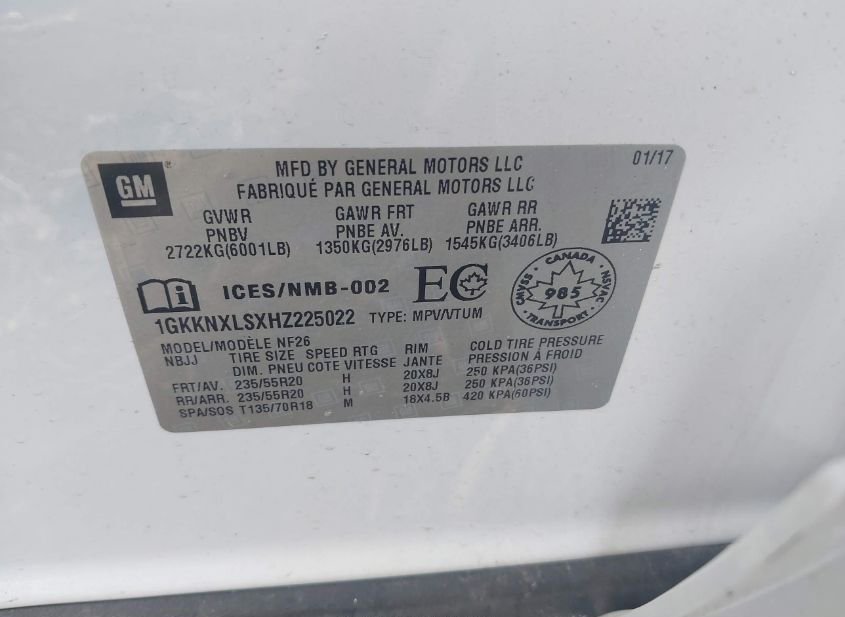 GM
MFD BY GENERAL MOTORS LLC
FABRIQUÉ PAR GENERAL MOTORS LLC
01/17
GVWR GAWR FRT GAWR RR
PNBV PNBE AV. PNBE ARR.
2722KG(6001LB) 1350KG(2976LB) 1545KG(3406LB)
ICES/NMB-002 EC
CANADA
CMVSS 985 NSVAC
TRANSPORT
1GKKNXLSXHZ225022 TYPE: MPV/VTUM
MODEL/MODÈLE NF26
NBJJ TIRE SIZE SPEED RTG RIM COLD TIRE PRESSURE
DIM. PNEU COTE VITESSE JANTE PRESSION À FROID
FRT/AV. 235/55R20 H 20X8J 250 KPA(36PSI)
RR/ARR. 235/55R20 H 20X8J 250 KPA(36PSI)
SPA/SOS T135/70R18 M 18X4.5B 420 KPA(60PSI)